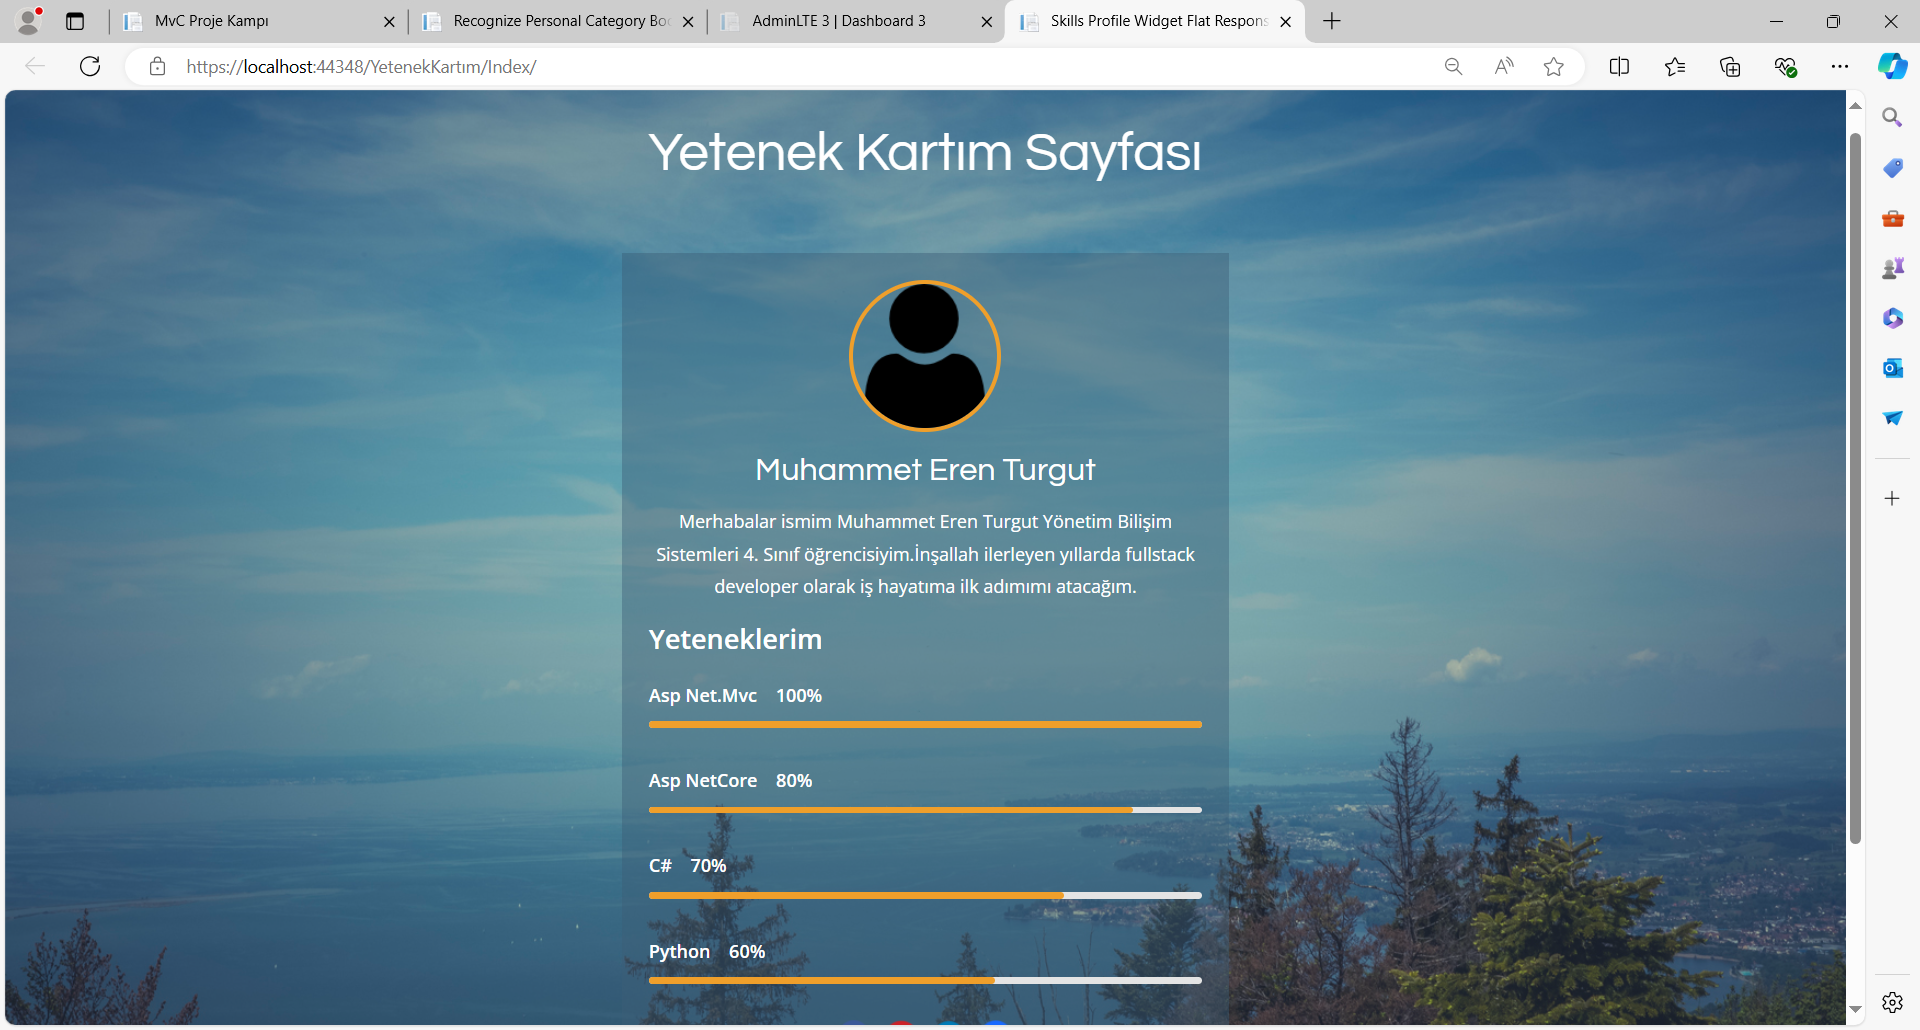 MvC Proje Kampı
Recognize Personal Category Boo
AdminLTE 3 | Dashboard 3
Skills Profile Widget Flat Respons
https://localhost:44348/YetenekKartım/Index/
Yetenek Kartım Sayfası
Muhammet Eren Turgut
Merhabalar ismim Muhammet Eren Turgut Yönetim Bilişim
Sistemleri 4. Sınıf öğrencisiyim.İnşallah ilerleyen yıllarda fullstack
developer olarak iş hayatıma ilk adımımı atacağım.
Yeteneklerim
Asp Net.Mvc 100%
Asp NetCore 80%
C# 70%
Python 60%